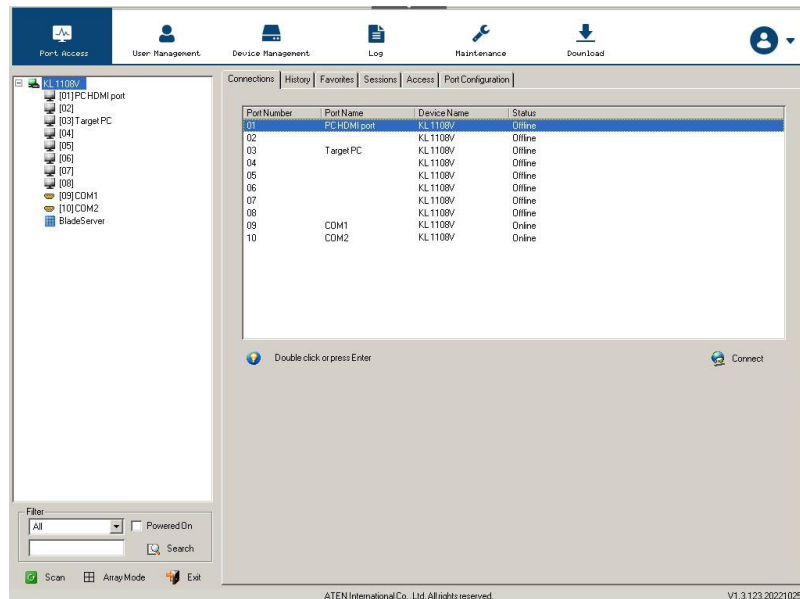 Port Access User Management Device Management Log Maintenance Download
KL1108V
[01]PC HDMI port
[02]
[03]Target PC
[04]
[05]
[06]
[07]
[08]
[09]COM1
[10]COM2
BladeServer
Connections History Favorites Sessions Access Port Configuration
Port Number Port Name Device Name Status
01 PC HDMI port KL1108V Offline
02 KL1108V Offline
03 Target PC KL1108V Offline
04 KL1108V Offline
05 KL1108V Offline
06 KL1108V Offline
07 KL1108V Offline
08 KL1108V Offline
09 COM1 KL1108V Online
10 COM2 KL1108V Online
Double click or press Enter
Connect
Filter
All Powered On
Search
Scan Array Mode Exit
ATEN International Co., Ltd. All rights reserved.
V1.3.123.20221025